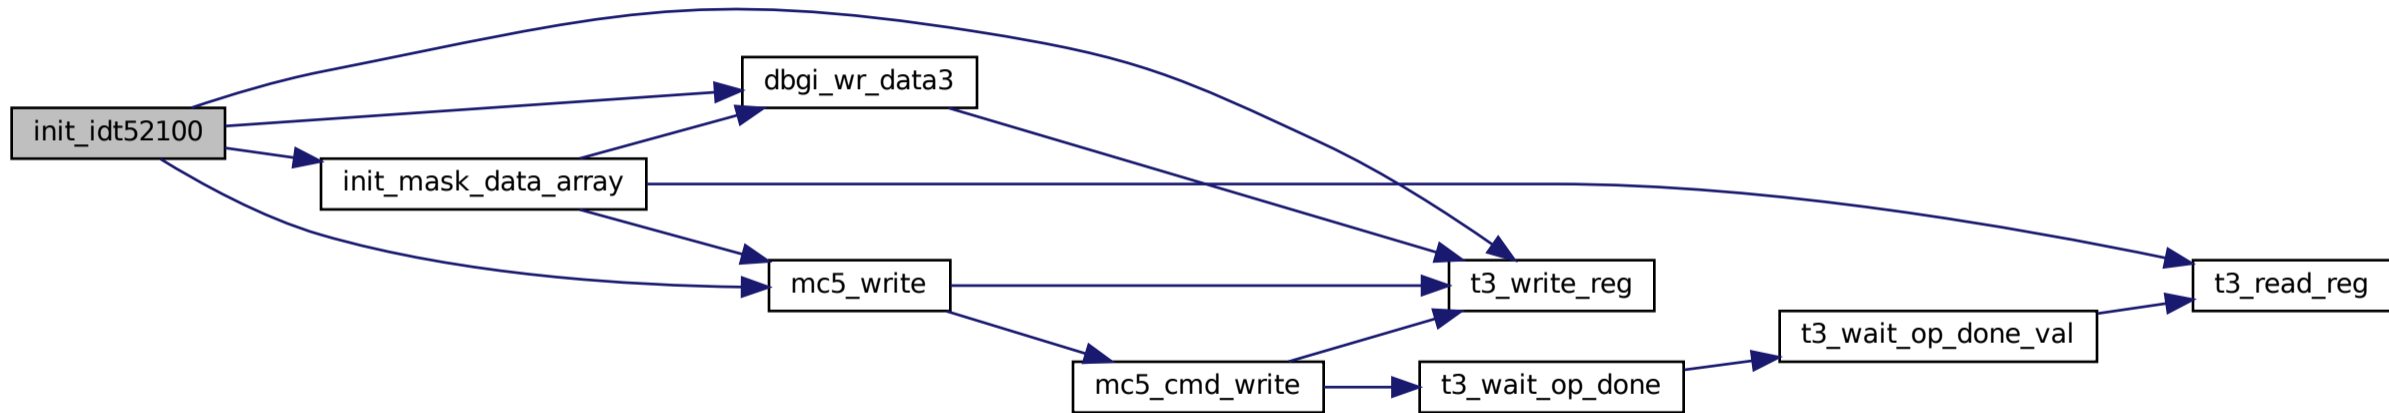 init_idt52100
dbgi_wr_data3
init_mask_data_array
mc5_write
mc5_cmd_write
t3_write_reg
t3_wait_op_done
t3_wait_op_done_val
t3_read_reg